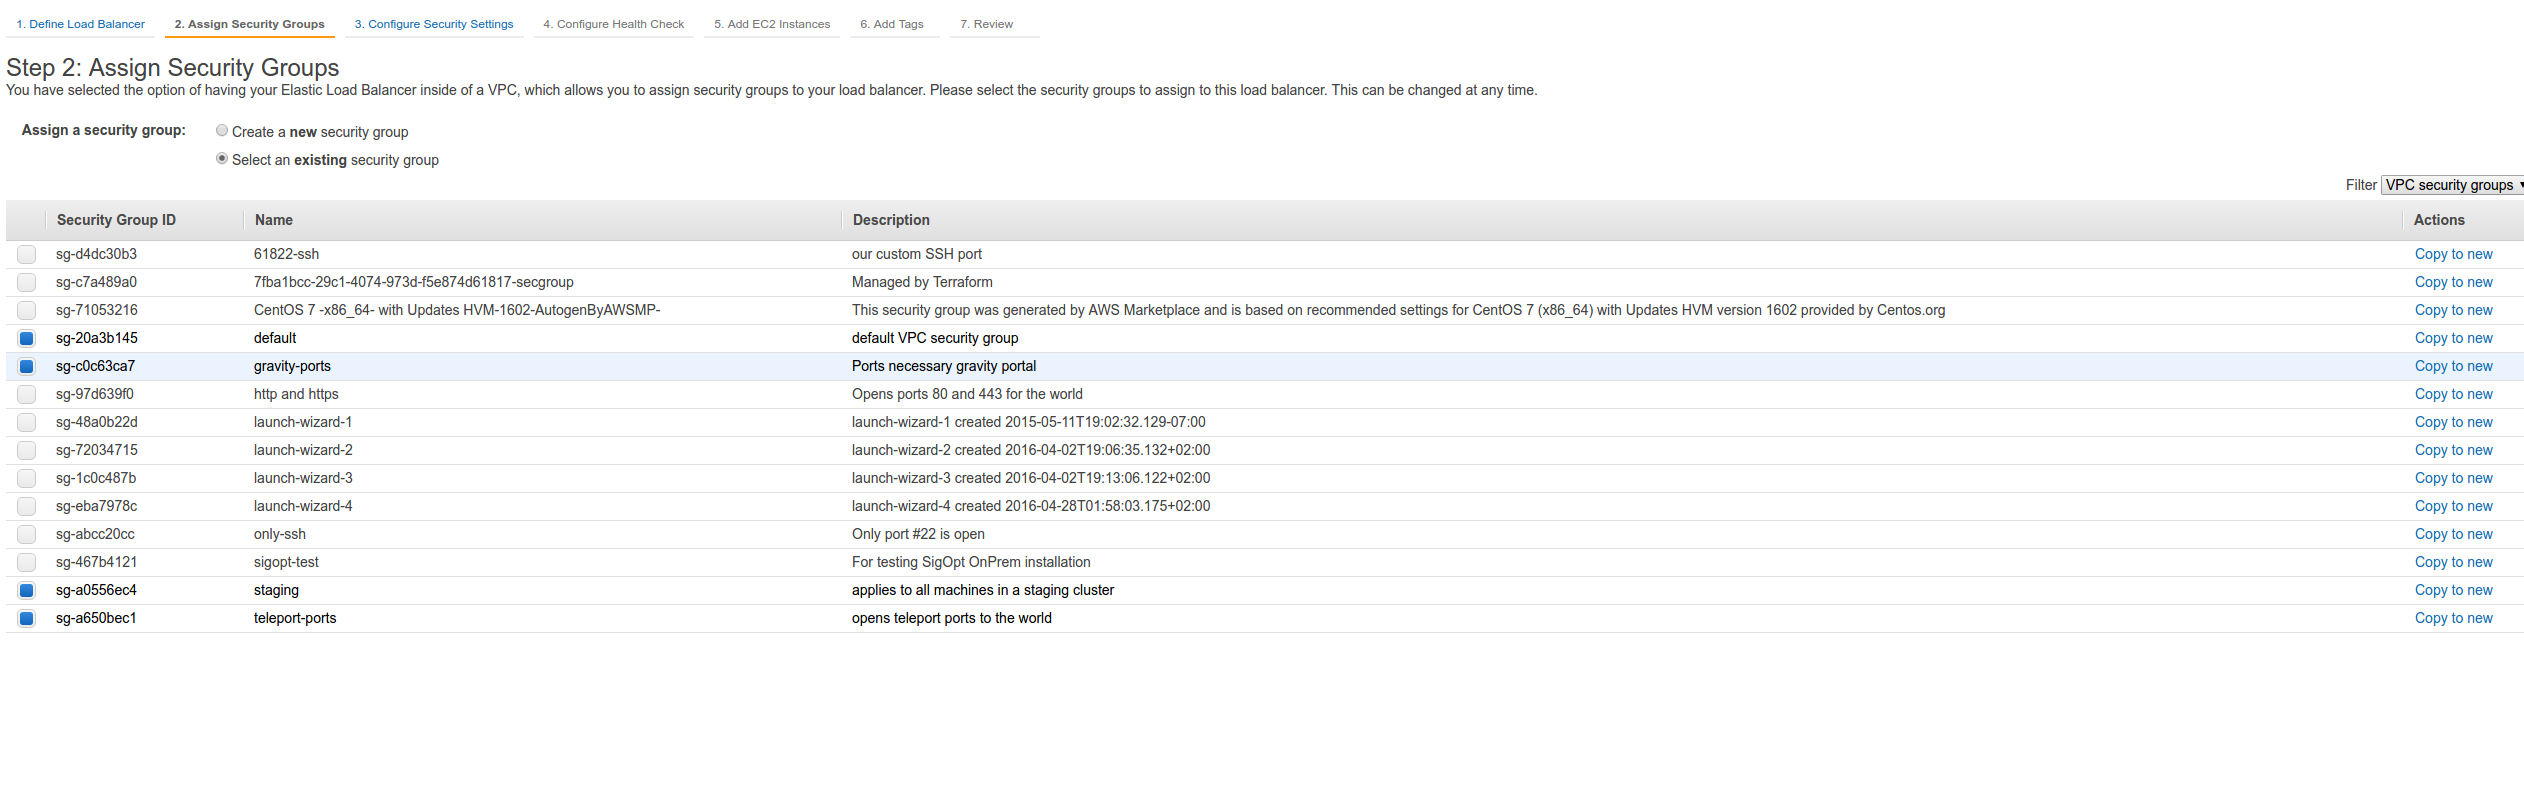 1. Define Load Balancer 2. Assign Security Groups 3. Configure Security Settings 4. Configure Health Check 5. Add EC2 Instances 6. Add Tags 7. Review
Step 2: Assign Security Groups
You have selected the option of having your Elastic Load Balancer inside of a VPC, which allows you to assign security groups to your load balancer. Please select the security groups to assign to this load balancer. This can be changed at any time.
Assign a security group: Create a new security group
Select an existing security group
Filter VPC security groups
Security Group ID Name Description Actions
sg-d4dc30b3 61822-ssh our custom SSH port Copy to new
sg-c7a489a0 7fba1bcc-29c1-4074-973d-f5e874d61817-secgroup Managed by Terraform Copy to new
sg-71053216 CentOS 7 -x86_64- with Updates HVM-1602-AutogenByAWSMP- This security group was generated by AWS Marketplace and is based on recommended settings for CentOS 7 (x86_64) with Updates HVM version 1602 provided by Centos.org Copy to new
sg-20a3b145 default default VPC security group Copy to new
sg-c0c63ca7 gravity-ports Ports necessary gravity portal Copy to new
sg-97d639f0 http and https Opens ports 80 and 443 for the world Copy to new
sg-48a0b22d launch-wizard-1 launch-wizard-1 created 2015-05-11T19:02:32.129-07:00 Copy to new
sg-72034715 launch-wizard-2 launch-wizard-2 created 2016-04-02T19:06:35.132+02:00 Copy to new
sg-1c0c487b launch-wizard-3 launch-wizard-3 created 2016-04-02T19:13:06.122+02:00 Copy to new
sg-eba7978c launch-wizard-4 launch-wizard-4 created 2016-04-28T01:58:03.175+02:00 Copy to new
sg-abcc20cc only-ssh Only port #22 is open Copy to new
sg-467b4121 sigopt-test For testing SigOpt OnPrem installation Copy to new
sg-a0556ec4 staging applies to all machines in a staging cluster Copy to new
sg-a650bec1 teleport-ports opens teleport ports to the world Copy to new